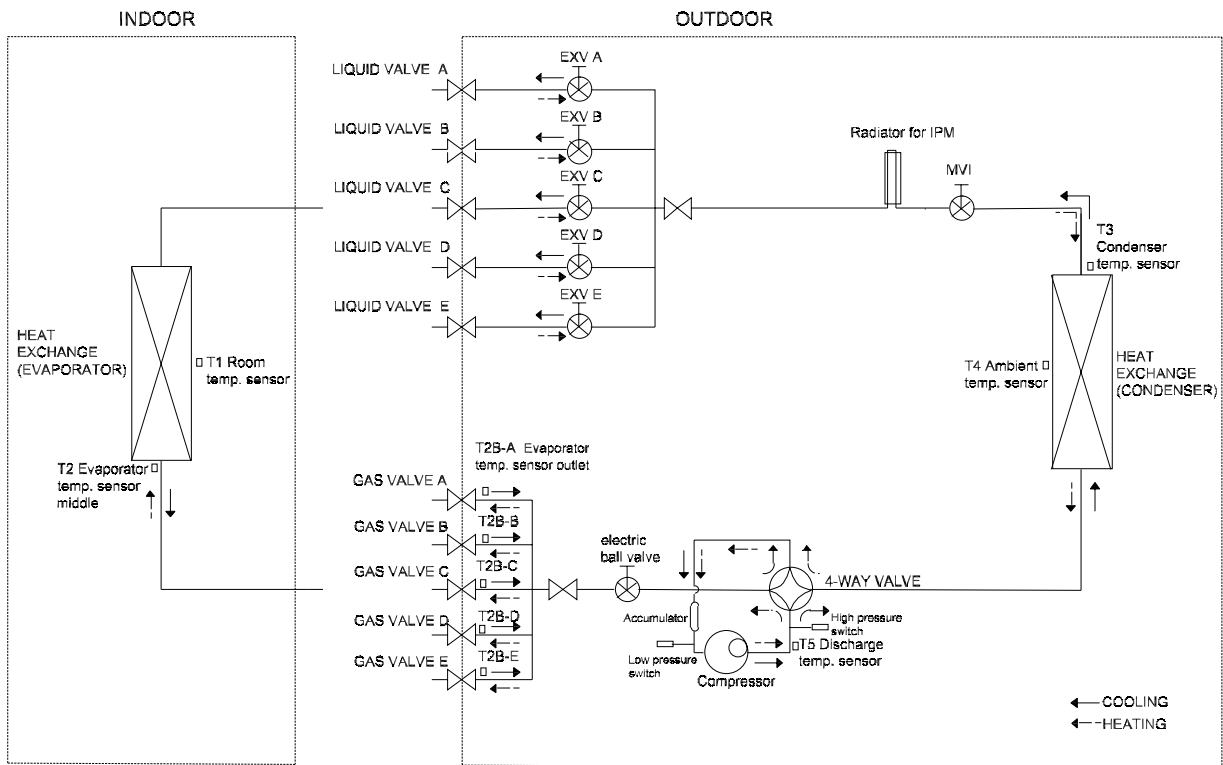 INDOOR
OUTDOOR
LIQUID VALVE A
EXV A
LIQUID VALVE B
EXV B
LIQUID VALVE C
EXV C
LIQUID VALVE D
EXV D
LIQUID VALVE E
EXV E
Radiator for IPM
MVI
T3
Condenser
temp. sensor
HEAT
EXCHANGE
(EVAPORATOR)
T1 Room
temp. sensor
T4 Ambient
temp. sensor
HEAT
EXCHANGE
(CONDENSER)
T2 Evaporator
temp. sensor
middle
T2B-A Evaporator
temp. sensor outlet
GAS VALVE A
GAS VALVE B
T2B-B
GAS VALVE C
T2B-C
GAS VALVE D
T2B-D
GAS VALVE E
T2B-E
electric
ball valve
4-WAY VALVE
Accumulator
High pressure
switch
Low pressure
switch
T5 Discharge
temp. sensor
Compressor
COOLING
HEATING